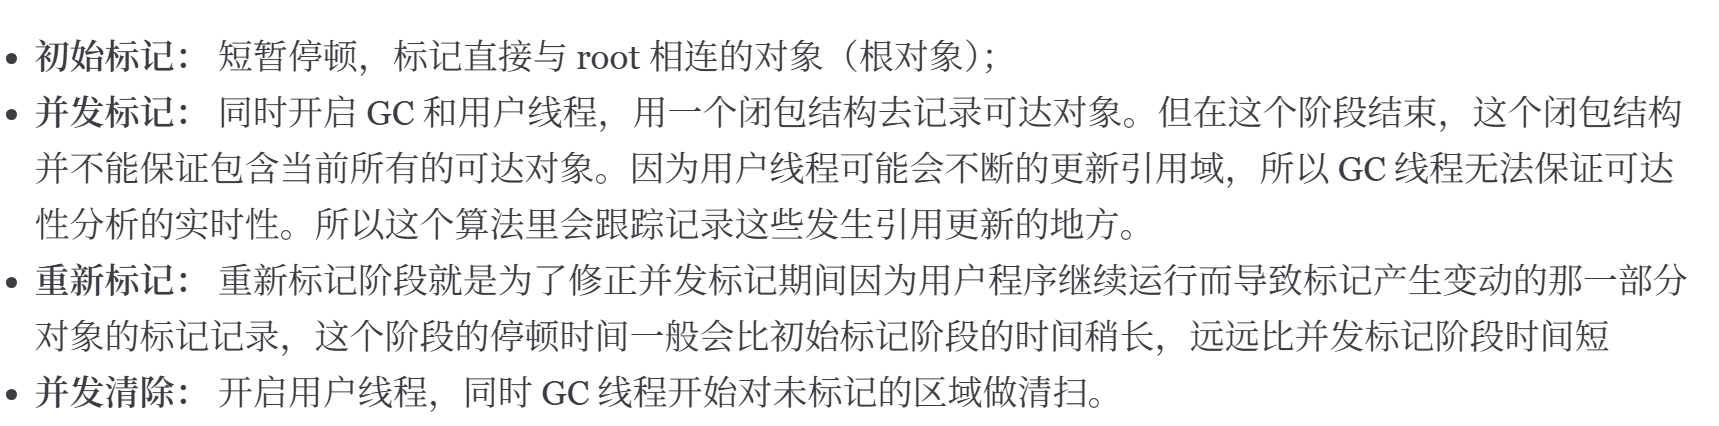 • 初始标记： 短暂停顿，标记直接与 root 相连的对象（根对象）；
• 并发标记： 同时开启 GC 和用户线程，用一个闭包结构去记录可达对象。但在这个阶段结束，这个闭包结构
并不能保证包含当前所有的可达对象。因为用户线程可能会不断的更新引用域，所以 GC 线程无法保证可达
性分析的实时性。所以这个算法里会跟踪记录这些发生引用更新的地方。
• 重新标记： 重新标记阶段就是为了修正并发标记期间因为用户程序继续运行而导致标记产生变动的那一部分
对象的标记记录，这个阶段的停顿时间一般会比初始标记阶段的时间稍长，远远比并发标记阶段时间短
• 并发清除： 开启用户线程，同时 GC 线程开始对未标记的区域做清扫。